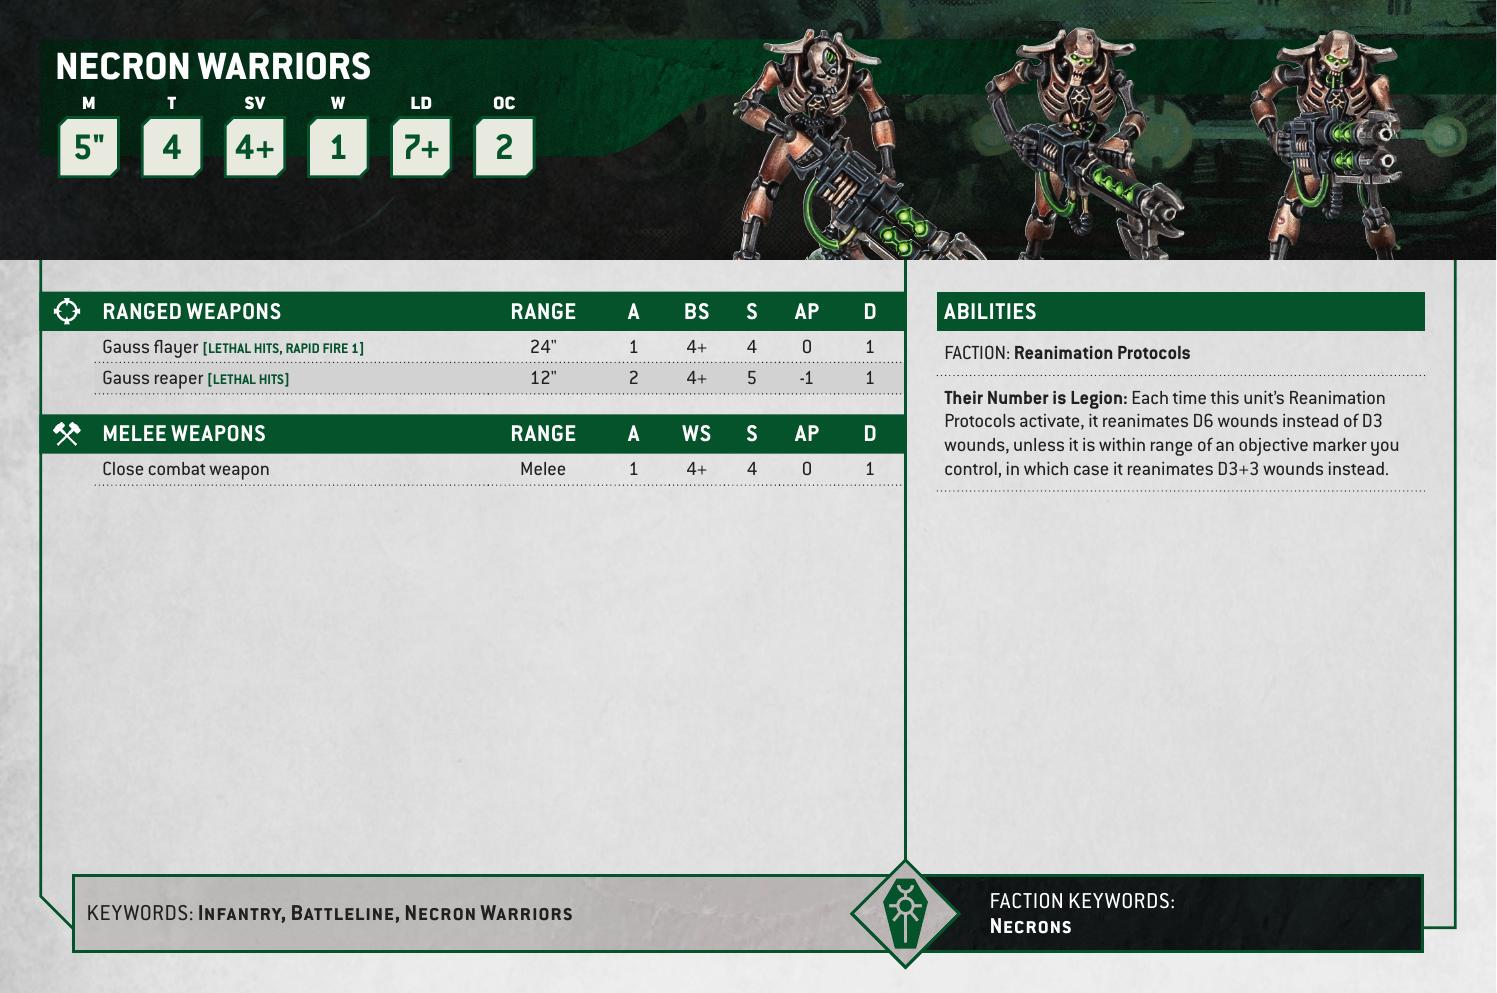 NECRON WARRIORS
M T SV W LD OC
5" 4 4+ 1 7+ 2
RANGED WEAPONS RANGE A BS S AP D
Gauss flayer [LETHAL HITS, RAPID FIRE 1] 24" 1 4+ 4 0 1
Gauss reaper [LETHAL HITS] 12" 2 4+ 5 -1 1
MELEE WEAPONS RANGE A WS S AP D
Close combat weapon Melee 1 4+ 4 0 1
ABILITIES
FACTION: Reanimation Protocols
Their Number is Legion: Each time this unit's Reanimation
Protocols activate, it reanimates D6 wounds instead of D3
wounds, unless it is within range of an objective marker you
control, in which case it reanimates D3+3 wounds instead.
KEYWORDS: INFANTRY, BATTLELINE, NECRON WARRIORS
FACTION KEYWORDS:
NECRONS